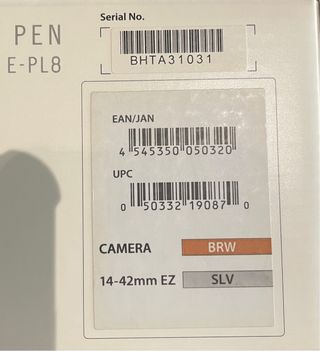 Serial No.
PEN
E-PL8
BHTA31031
EAN/JAN
4 545350 050320
UPC
0 50332 19087 0
CAMERA BRW
14-42mm EZ SLV